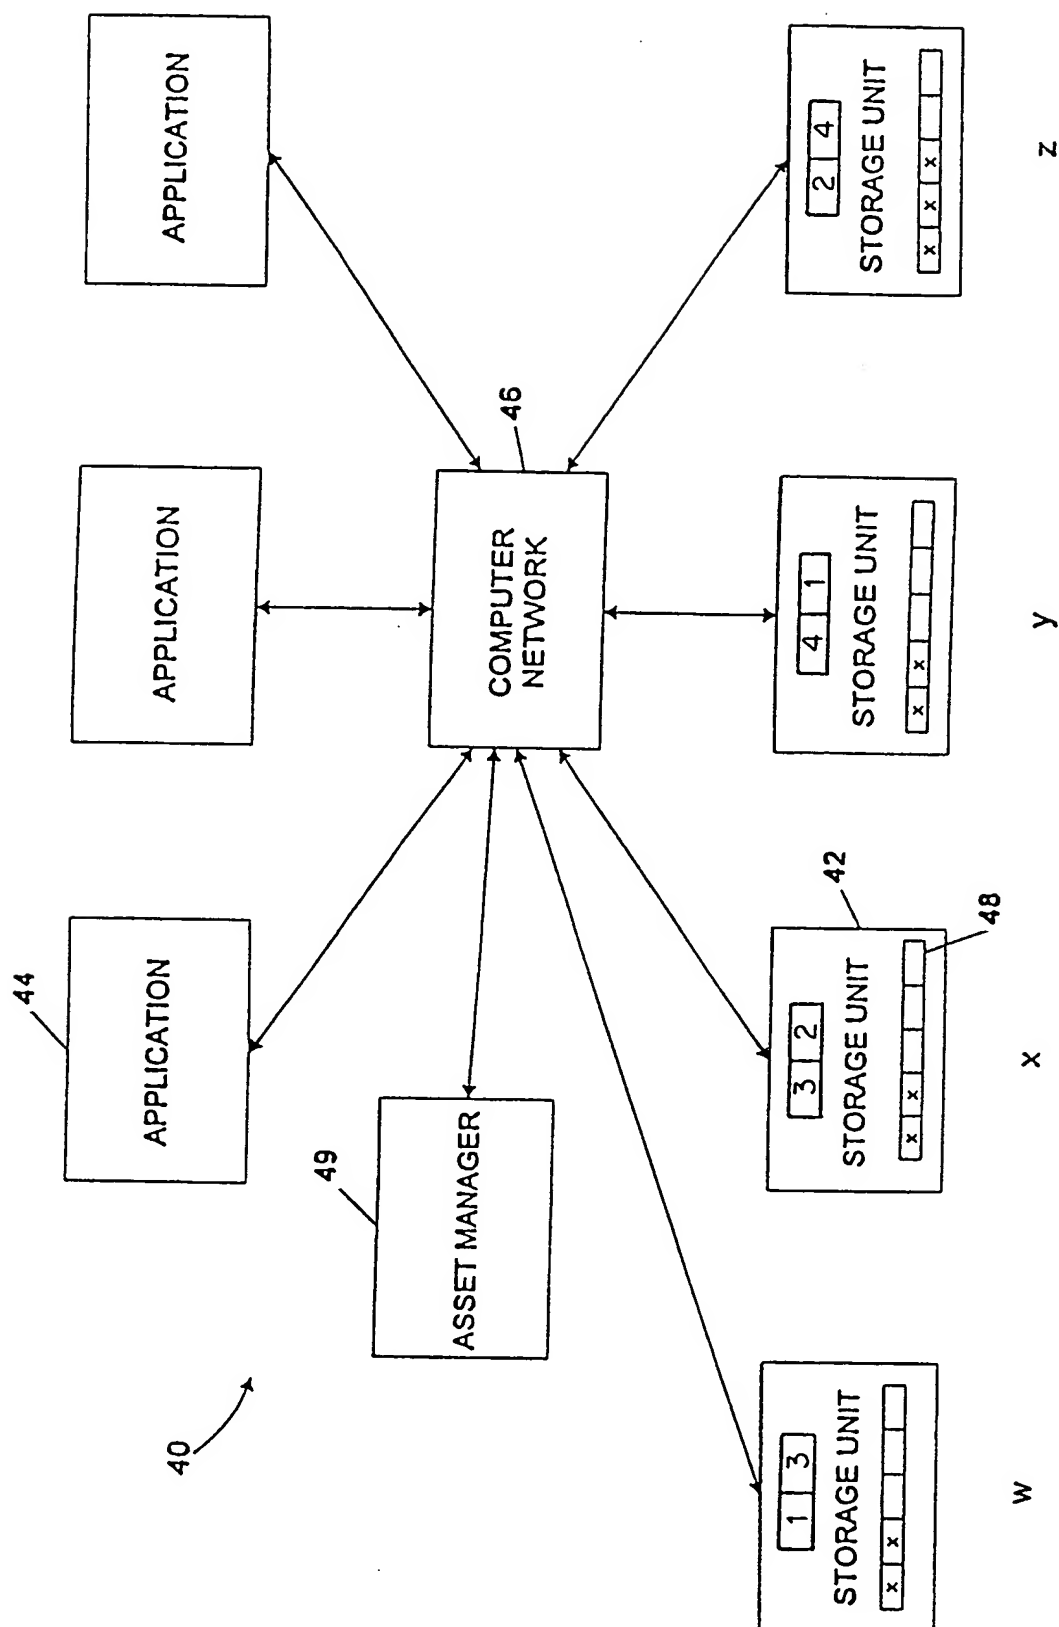 44
APPLICATION
APPLICATION
APPLICATION
40
49
ASSET MANAGER
COMPUTER
NETWORK
46
1 3
STORAGE UNIT
x x
w
3 2
STORAGE UNIT
x x
42
48
x
4 1
STORAGE UNIT
x x
y
2 4
STORAGE UNIT
x x x
z